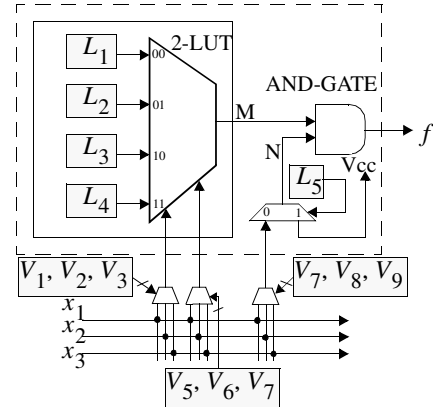 2-LUT
L1
00
L2
01
L3
10
L4
11
M
AND-GATE
N
f
Vcc
L5
0 1
V1, V2, V3
V7, V8, V9
x1
x2
x3
V5, V6, V7